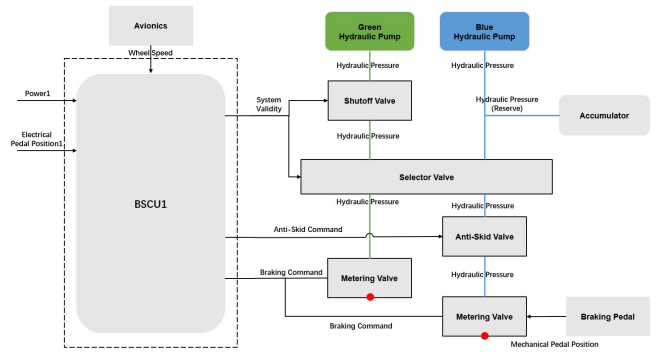 Avionics
Green
Hydraulic Pump
Blue
Hydraulic Pump
Wheel Speed
Hydraulic Pressure
Hydraulic Pressure
Power1
System
Validity
Shutoff Valve
Hydraulic Pressure
(Reserve)
Accumulator
Electrical
Pedal Position1
Hydraulic Pressure
Selector Valve
BSCU1
Hydraulic Pressure
Hydraulic Pressure
Anti-Skid Command
Anti-Skid Valve
Braking Command
Metering Valve
Hydraulic Pressure
Braking Command
Metering Valve
Braking Pedal
Mechanical Pedal Position